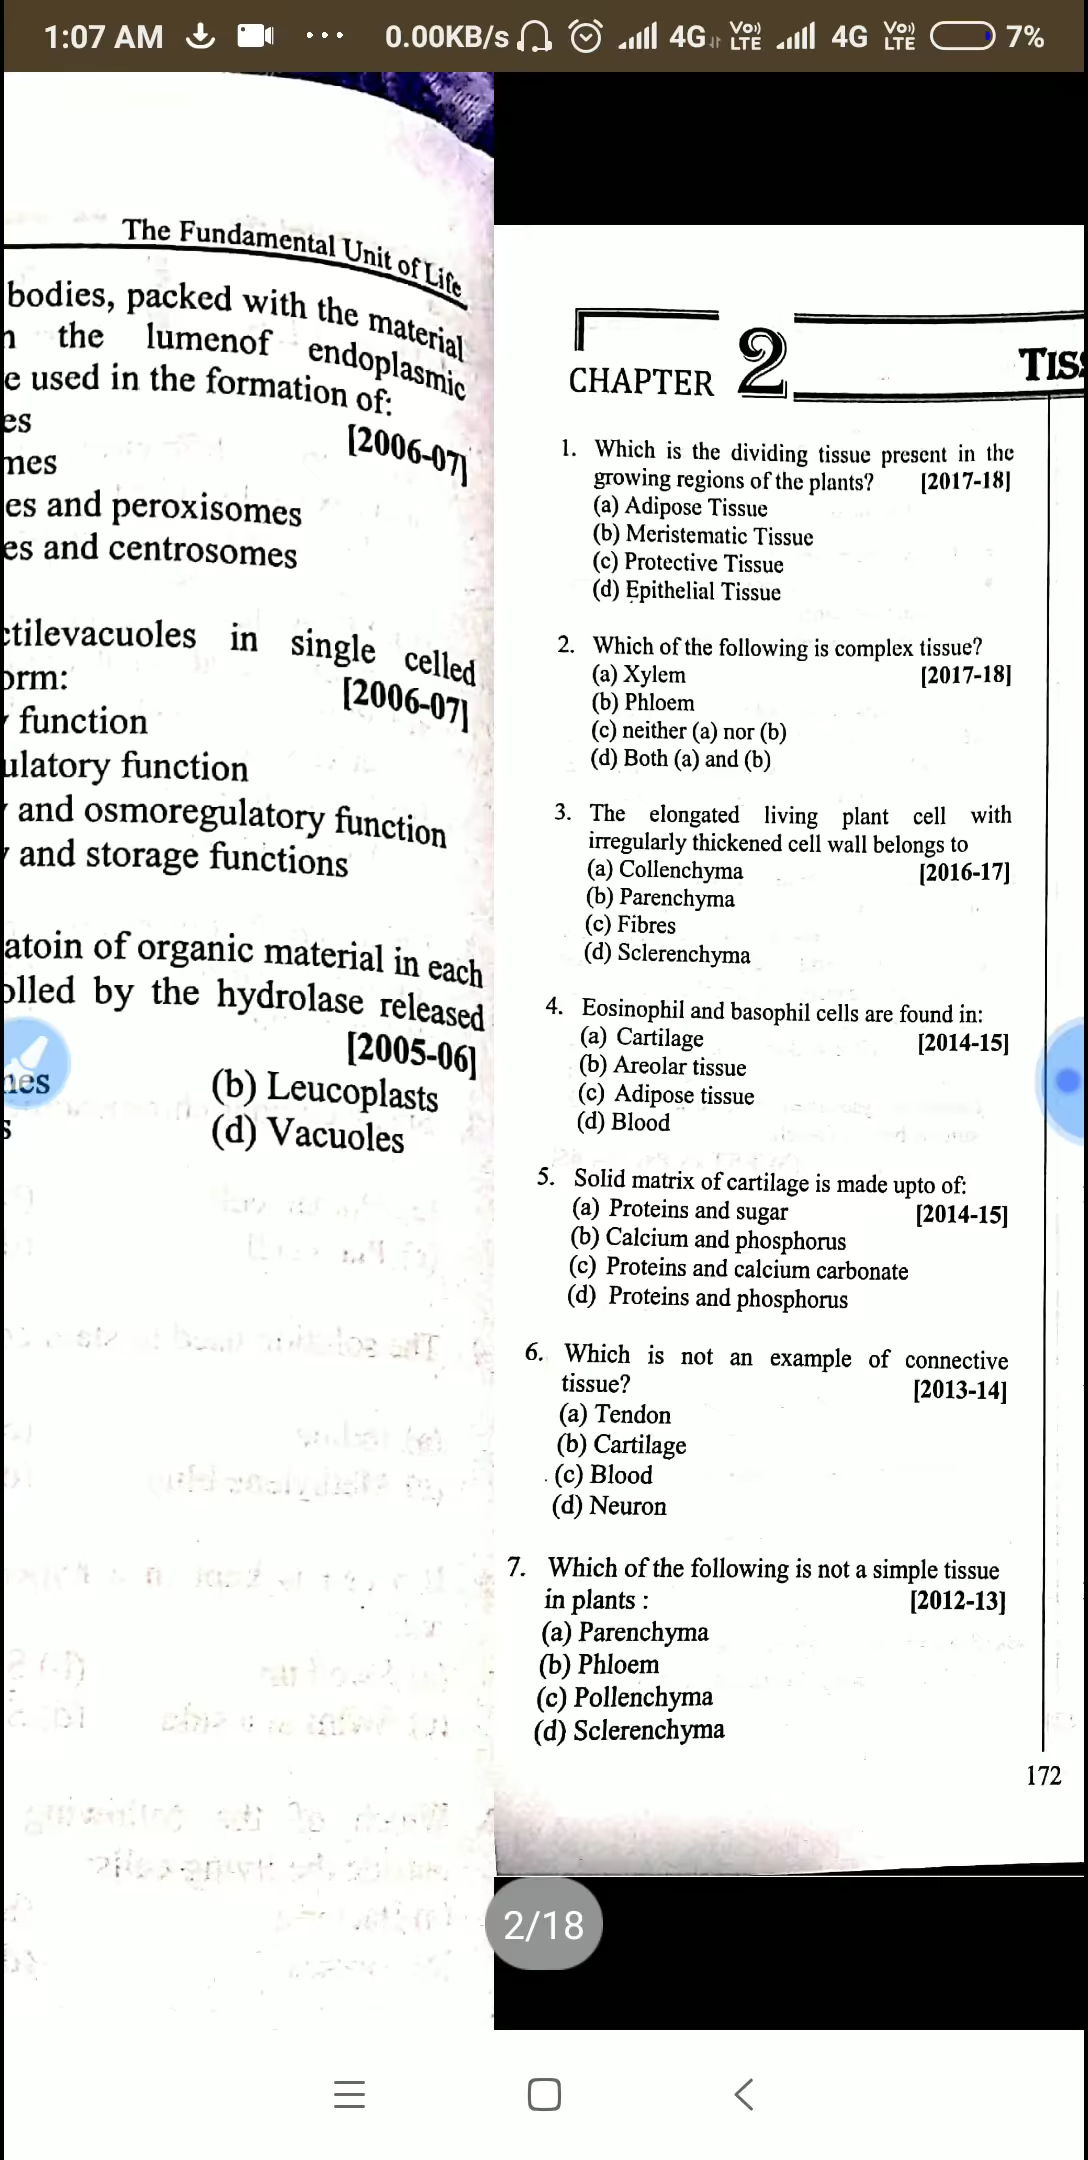 1:07 AM ... 0.00KB/s 4G Vo)) LTE 4G Vo)) LTE 7%
The Fundamental Unit of Life
bodies, packed with the material
the lumenof endoplasmic
e used in the formation of:
es [2006-07]
mes
es and peroxisomes
es and centrosomes
ctilevacuoles in single celled
orm: [2006-07]
function
ulatory function
and osmoregulatory function
and storage functions
atoin of organic material in each
olled by the hydrolase released
[2005-06]
nes (b) Leucoplasts
s (d) Vacuoles
CHAPTER 2 TISS
1. Which is the dividing tissue present in the
growing regions of the plants? [2017-18]
(a) Adipose Tissue
(b) Meristematic Tissue
(c) Protective Tissue
(d) Epithelial Tissue
2. Which of the following is complex tissue?
(a) Xylem [2017-18]
(b) Phloem
(c) neither (a) nor (b)
(d) Both (a) and (b)
3. The elongated living plant cell with
irregularly thickened cell wall belongs to
(a) Collenchyma [2016-17]
(b) Parenchyma
(c) Fibres
(d) Sclerenchyma
4. Eosinophil and basophil cells are found in:
(a) Cartilage [2014-15]
(b) Areolar tissue
(c) Adipose tissue
(d) Blood
5. Solid matrix of cartilage is made upto of:
(a) Proteins and sugar [2014-15]
(b) Calcium and phosphorus
(c) Proteins and calcium carbonate
(d) Proteins and phosphorus
6. Which is not an example of connective
tissue? [2013-14]
(a) Tendon
(b) Cartilage
(c) Blood
(d) Neuron
7. Which of the following is not a simple tissue
in plants : [2012-13]
(a) Parenchyma
(b) Phloem
(c) Pollenchyma
(d) Sclerenchyma
172
2/18